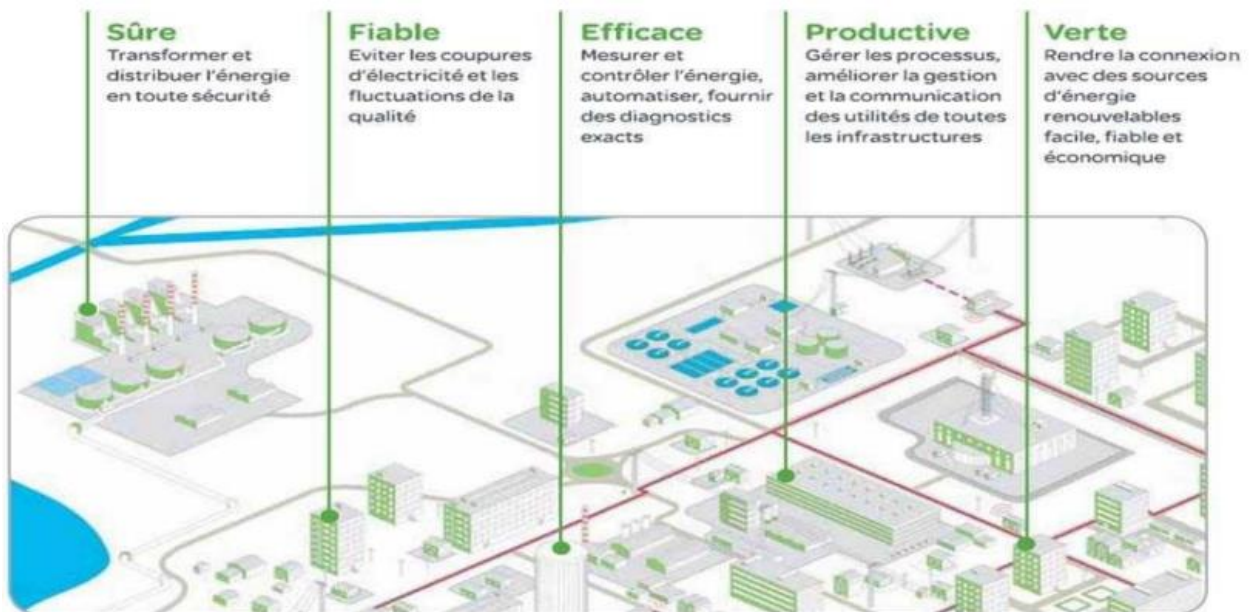 Sûre
Transformer et
distribuer l'énergie
en toute sécurité
Fiable
Eviter les coupures
d'électricité et les
fluctuations de la
qualité
Efficace
Mesurer et
contrôler l'énergie,
automatiser, fournir
des diagnostics
exacts
Productive
Gérer les processus,
améliorer la gestion
et la communication
des utilités de toutes
les infrastructures
Verte
Rendre la connexion
avec des sources
d'énergie
renouvelables
facile, fiable et
économique